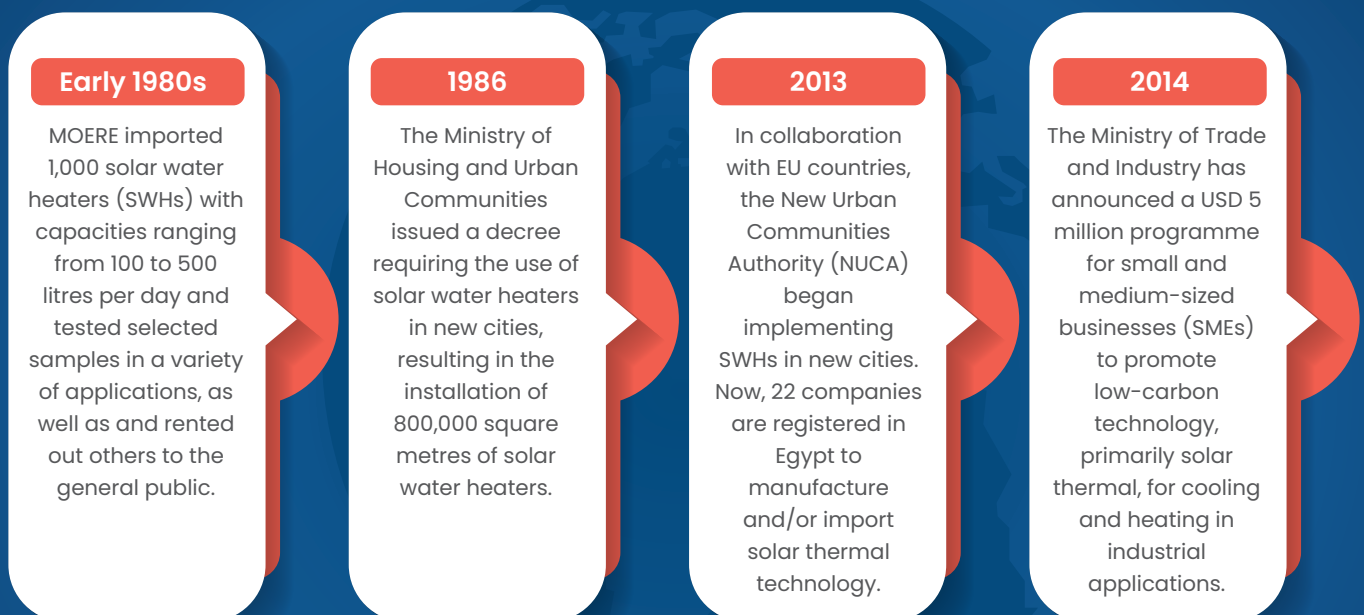 Early 1980s
MOERE imported
1,000 solar water
heaters (SWHs) with
capacities ranging
from 100 to 500
litres per day and
tested selected
samples in a variety
of applications, as
well as and rented
out others to the
general public.
1986
The Ministry of
Housing and Urban
Communities
issued a decree
requiring the use of
solar water heaters
in new cities,
resulting in the
installation of
800,000 square
metres of solar
water heaters.
2013
In collaboration
with EU countries,
the New Urban
Communities
Authority (NUCA)
began
implementing
SWHs in new cities.
Now, 22 companies
are registered in
Egypt to
manufacture
and/or import
solar thermal
technology.
2014
The Ministry of Trade
and Industry has
announced a USD 5
million programme
for small and
medium-sized
businesses (SMEs)
to promote
low-carbon
technology,
primarily solar
thermal, for cooling
and heating in
industrial
applications.